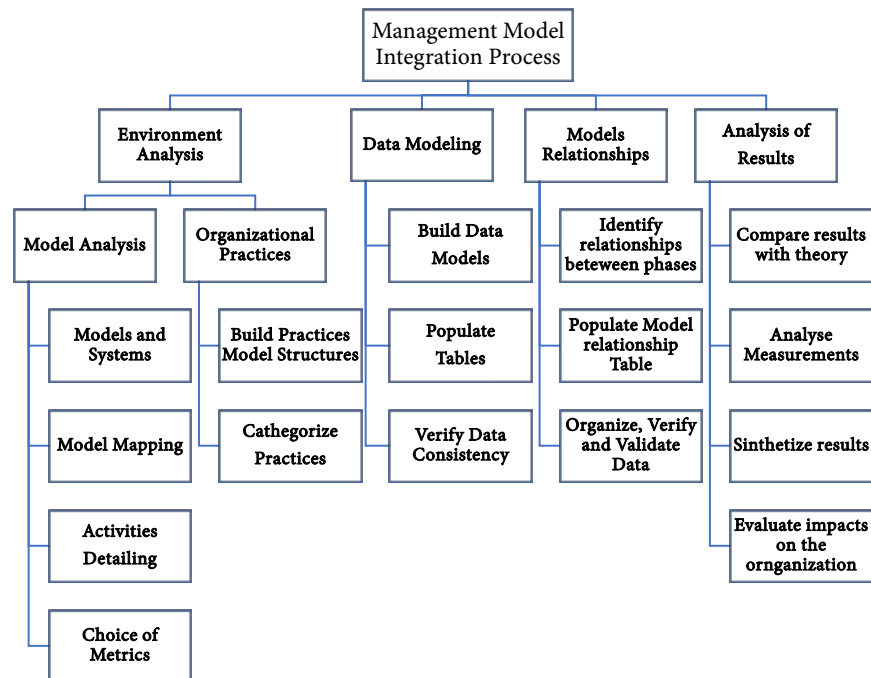 Management Model
Integration Process
Environment
Analysis
Data Modeling
Models
Relationships
Analysis of
Results
Model Analysis
Organizational
Practices
Build Data
Models
Identify
relationships
beteween phases
Compare results
with theory
Models and
Systems
Build Practices
Model Structures
Populate
Tables
Populate Model
relationship
Table
Analyse
Measurements
Model Mapping
Cathegorize
Practices
Verify Data
Consistency
Organize, Verify
and Validate
Data
Sinthetize results
Activities
Detailing
Evaluate impacts
on the
ornganization
Choice of
Metrics